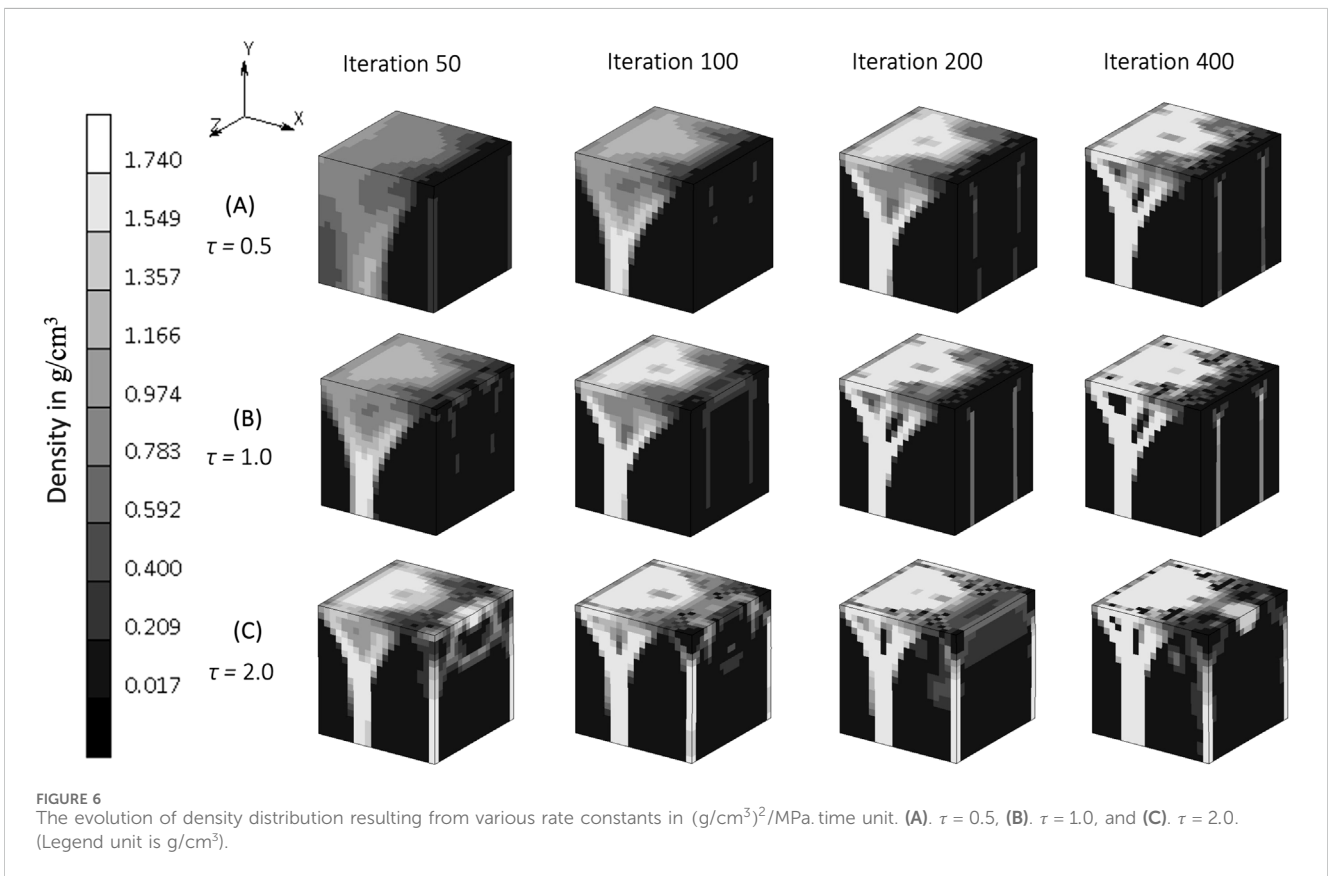 Iteration 50
Iteration 100
Iteration 200
Iteration 400
Y
X
Z
Density in g/cm³
1.740
1.549
1.357
1.166
0.974
0.783
0.592
0.400
0.209
0.017
(A)
τ = 0.5
(B)
τ = 1.0
(C)
τ = 2.0
FIGURE 6
The evolution of density distribution resulting from various rate constants in (g/cm³)²/MPa.time unit. (A). τ = 0.5, (B). τ = 1.0, and (C). τ = 2.0.
(Legend unit is g/cm³).